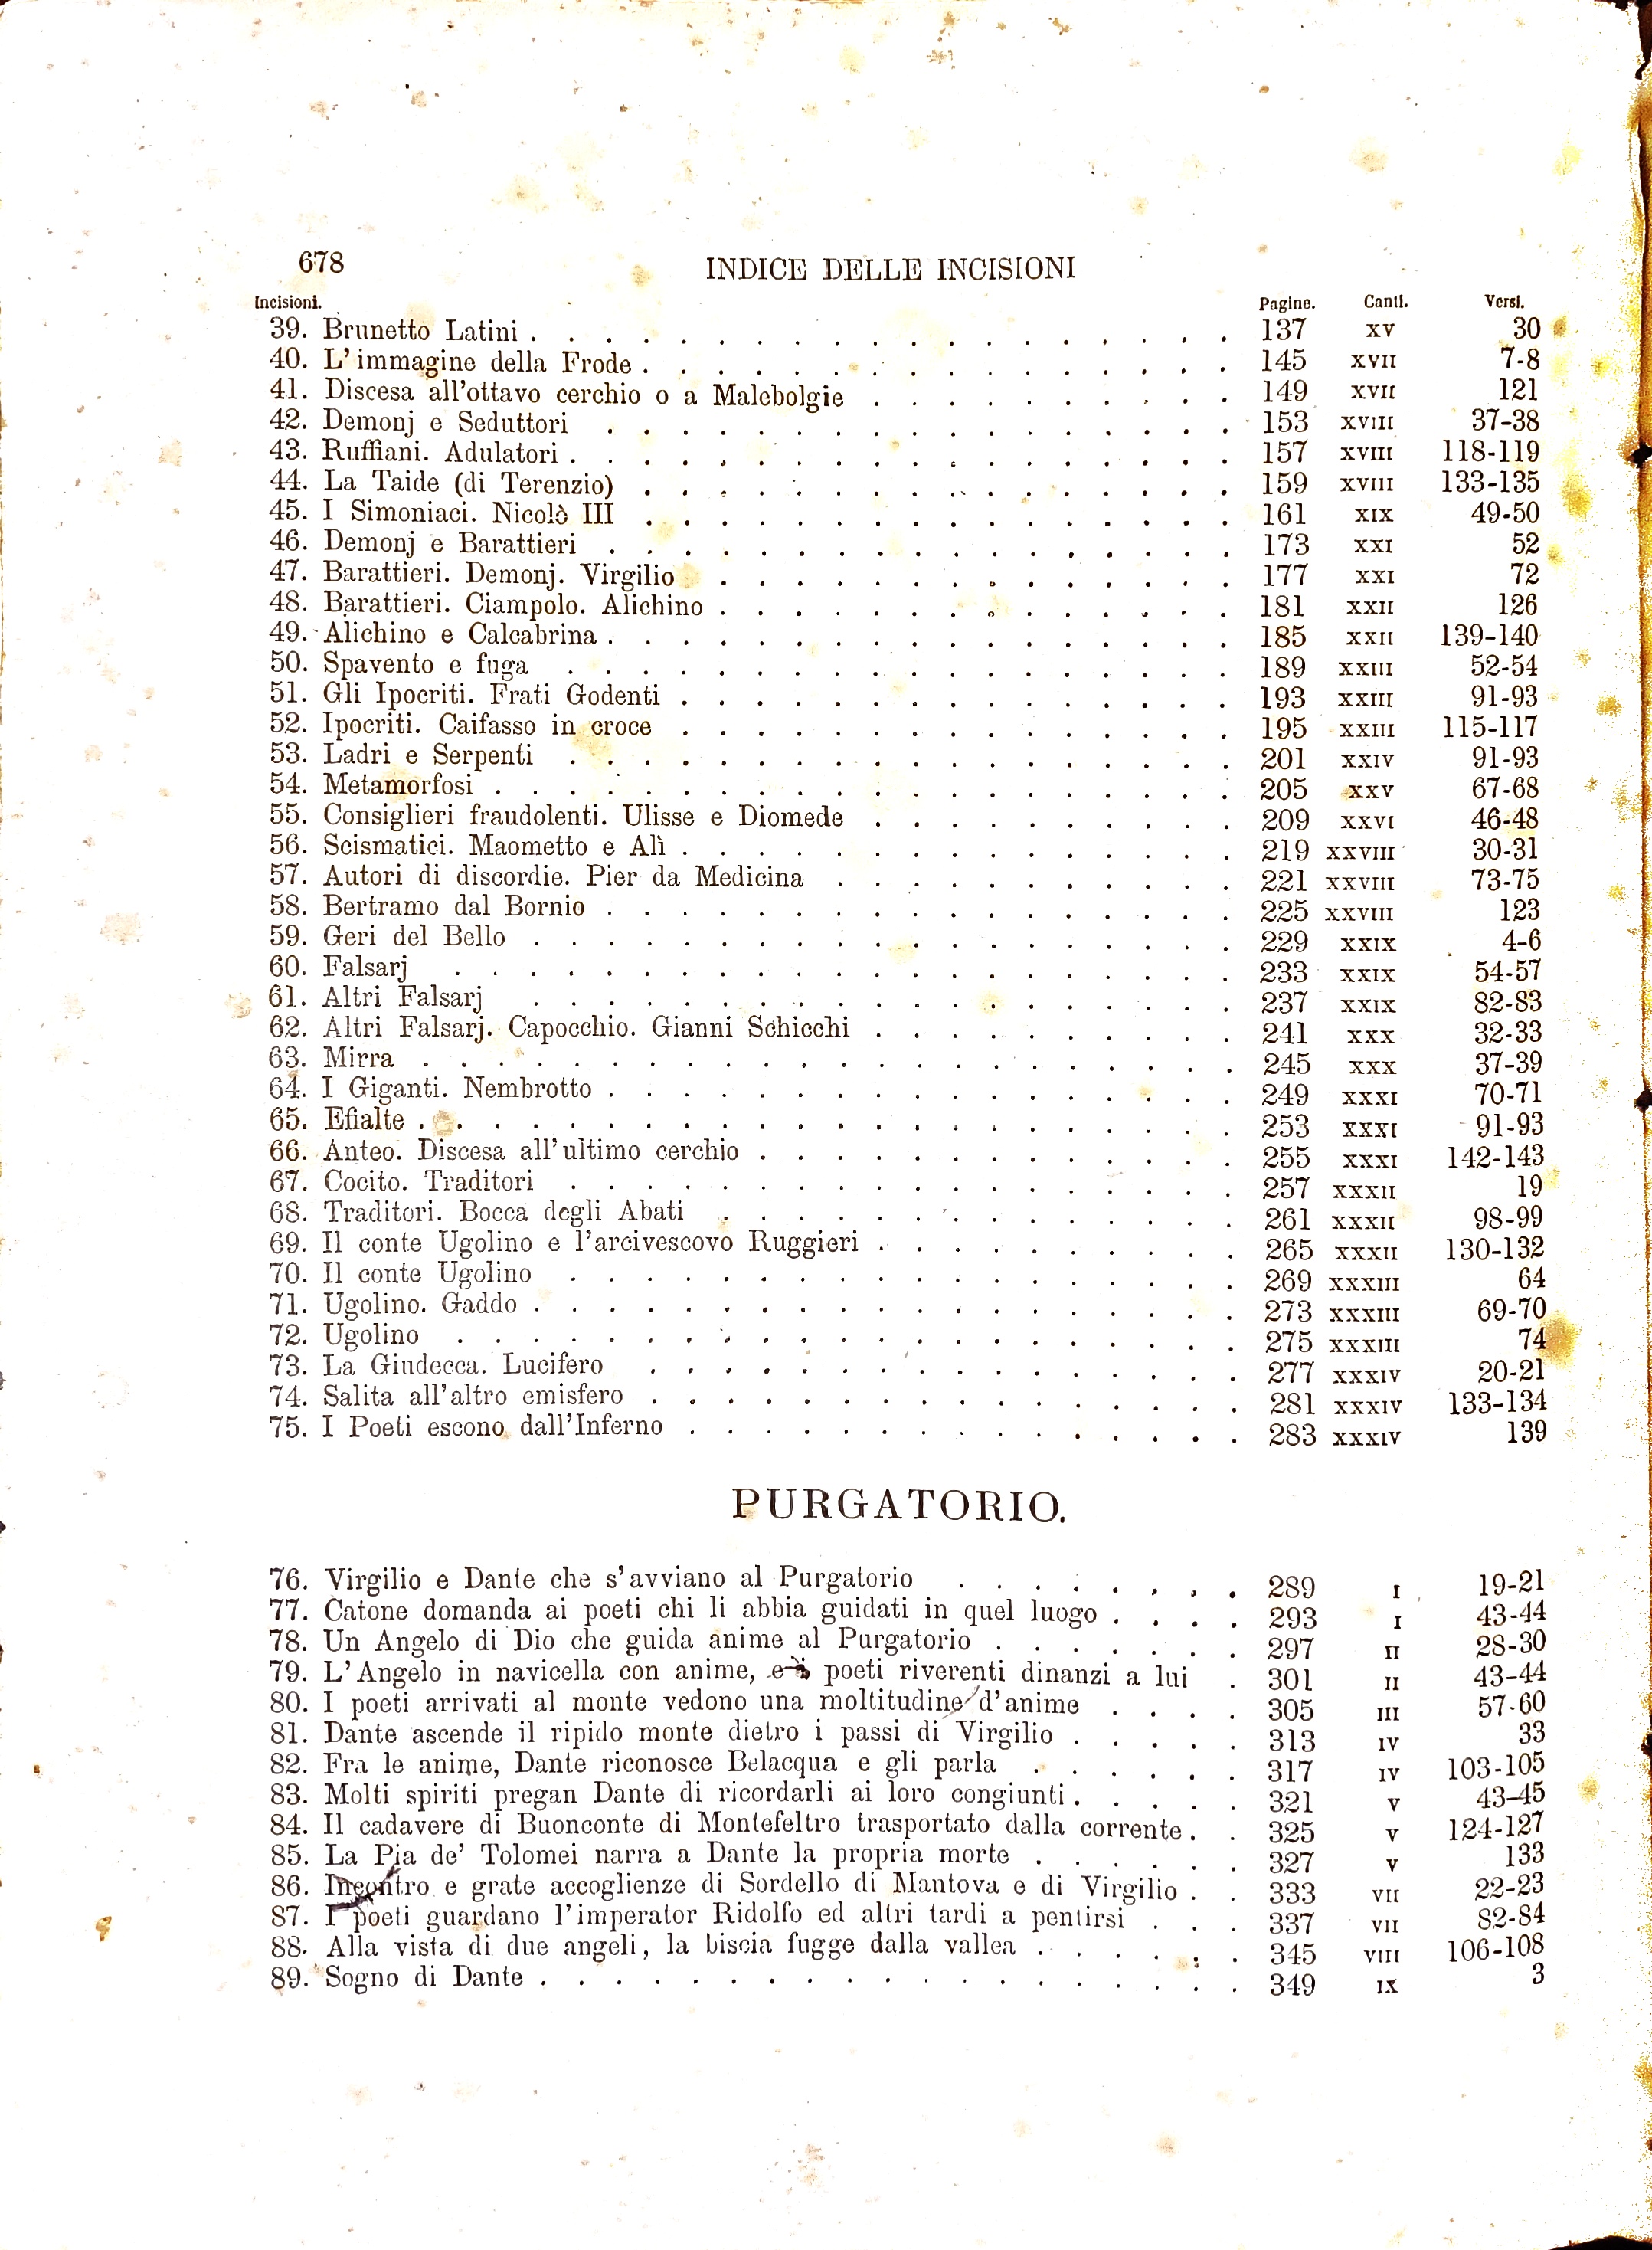 678 INDICE DELLE INCISIONI
Incisioni. Pagine. Canti. Versi.
39. Brunetto Latini . . . 137 XV 30
40. L'immagine della Frode . . . 145 XVII 7-8
41. Discesa all'ottavo cerchio o a Malebolgie . . . 149 XVII 121
42. Demonj e Seduttori . . . 153 XVIII 37-38
43. Ruffiani. Adulatori . . . 157 XVIII 118-119
44. La Taide (di Terenzio) . . . 159 XVIII 133-135
45. I Simoniaci. Nicolò III . . . 161 XIX 49-50
46. Demonj e Barattieri . . . 173 XXI 52
47. Barattieri. Demonj. Virgilio . . . 177 XXI 72
48. Barattieri. Ciampolo. Alichino . . . 181 XXII 126
49. Alichino e Calcabrina . . . 185 XXII 139-140
50. Spavento e fuga . . . 189 XXIII 52-54
51. Gli Ipocriti. Frati Godenti . . . 193 XXIII 91-93
52. Ipocriti. Caifasso in croce . . . 195 XXIII 115-117
53. Ladri e Serpenti . . . 201 XXIV 91-93
54. Metamorfosi . . . 205 XXV 67-68
55. Consiglieri fraudolenti. Ulisse e Diomede . . . 209 XXVI 46-48
56. Scismatici. Maometto e Alì . . . 219 XXVIII 30-31
57. Autori di discordie. Pier da Medicina . . . 221 XXVIII 73-75
58. Bertramo dal Bornio . . . 225 XXVIII 123
59. Geri del Bello . . . 229 XXIX 4-6
60. Falsarj . . . 233 XXIX 54-57
61. Altri Falsarj . . . 237 XXIX 82-83
62. Altri Falsarj. Capocchio. Gianni Schicchi . . . 241 XXX 32-33
63. Mirra . . . 245 XXX 37-39
64. I Giganti. Nembrotto . . . 249 XXXI 70-71
65. Efialte . . . 253 XXXI 91-93
66. Anteo. Discesa all'ultimo cerchio . . . 255 XXXI 142-143
67. Cocito. Traditori . . . 257 XXXII 19
68. Traditori. Bocca degli Abati . . . 261 XXXII 98-99
69. Il conte Ugolino e l'arcivescovo Ruggieri . . . 265 XXXII 130-132
70. Il conte Ugolino . . . 269 XXXIII 64
71. Ugolino. Gaddo . . . 273 XXXIII 69-70
72. Ugolino . . . 275 XXXIII 74
73. La Giudecca. Lucifero . . . 277 XXXIV 20-21
74. Salita all'altro emisfero . . . 281 XXXIV 133-134
75. I Poeti escono dall'Inferno . . . 283 XXXIV 139
PURGATORIO.
76. Virgilio e Dante che s'avviano al Purgatorio . . . 289 I 19-21
77. Catone domanda ai poeti chi li abbia guidati in quel luogo . . . 293 I 43-44
78. Un Angelo di Dio che guida anime al Purgatorio . . . 297 II 28-30
79. L'Angelo in navicella con anime, e i poeti riverenti dinanzi a lui . 301 II 43-44
80. I poeti arrivati al monte vedono una moltitudine d'anime . . . 305 III 57-60
81. Dante ascende il ripido monte dietro i passi di Virgilio . . . 313 IV 33
82. Fra le anime, Dante riconosce Belacqua e gli parla . . . 317 IV 103-105
83. Molti spiriti pregan Dante di ricordarli ai loro congiunti . . . 321 V 43-45
84. Il cadavere di Buonconte di Montefeltro trasportato dalla corrente . . 325 V 124-127
85. La Pia de' Tolomei narra a Dante la propria morte . . . 327 V 133
86. Incontro e grate accoglienze di Sordello di Mantova e di Virgilio . . 333 VII 22-23
87. I poeti guardano l'imperator Ridolfo ed altri tardi a pentirsi . . . 337 VII 82-84
88. Alla vista di due angeli, la biscia fugge dalla vallea . . . 345 VIII 106-108
89. Sogno di Dante . . . 349 IX 3